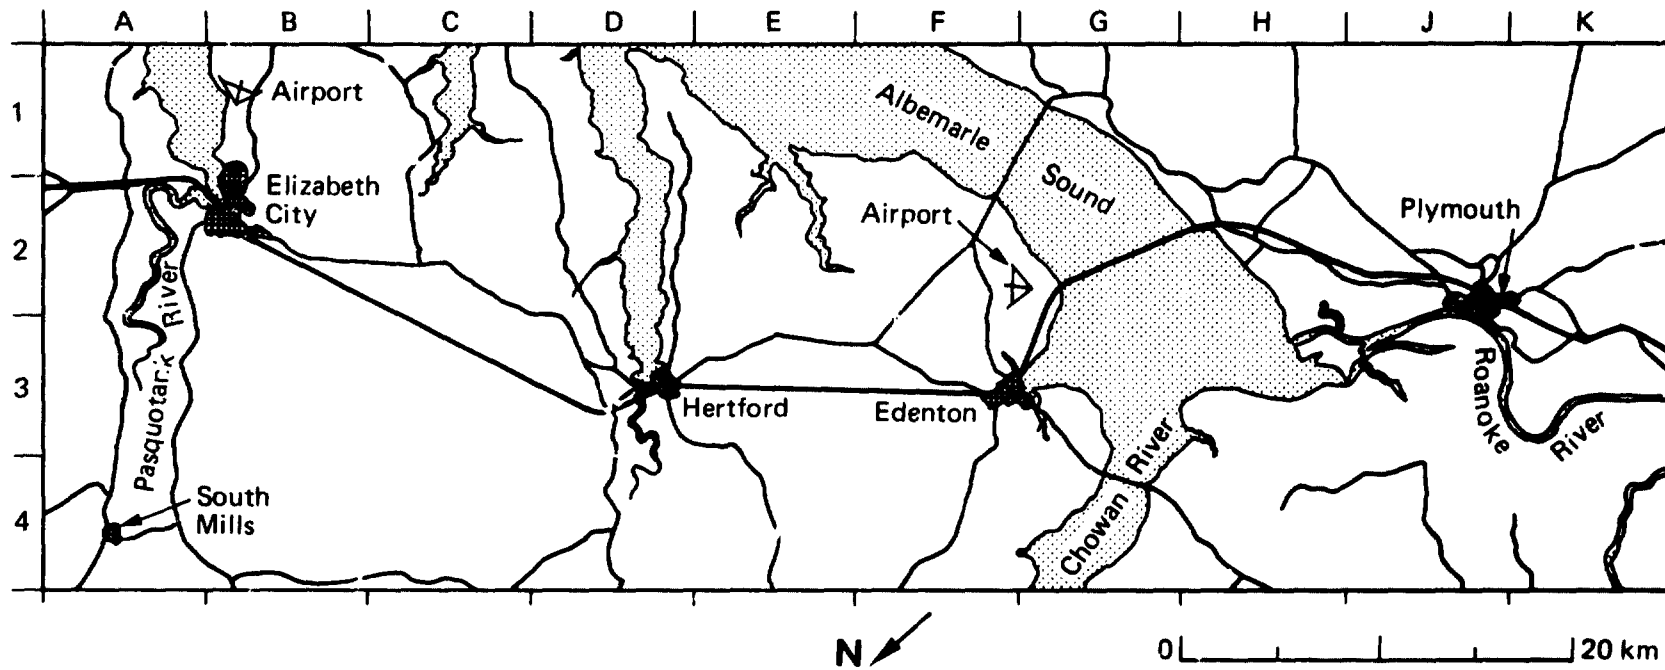 A B C D E F G H J K
1
Airport
Albemarle
Elizabeth
City
Sound
Airport
Plymouth
2
Pasquotank River
3
Hertford
Edenton
Roanoke
River
Chowan River
South
Mills
4
N
0 20 km